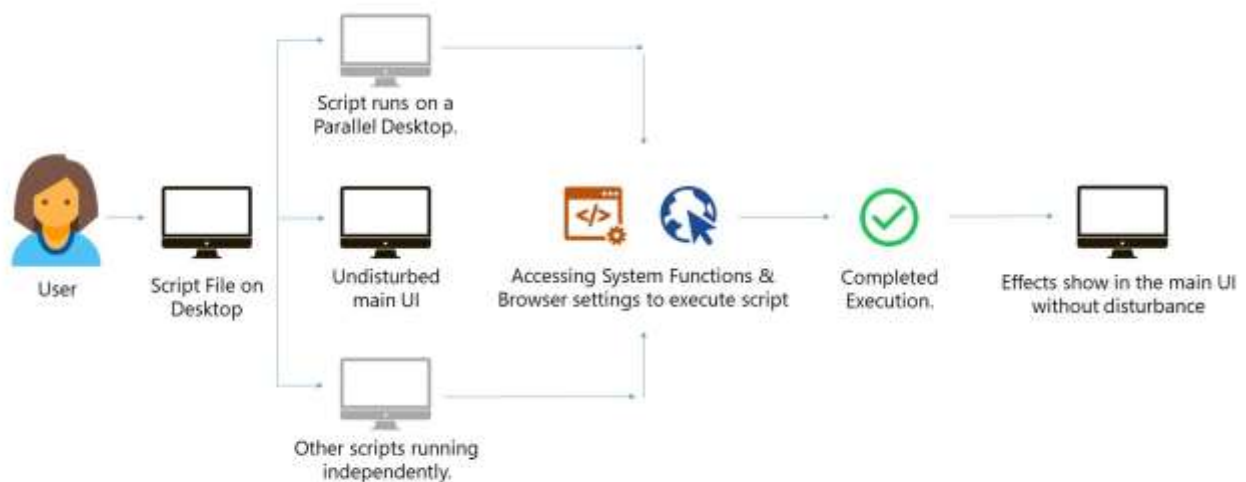 Script runs on a
Parallel Desktop.
User
Script File on
Desktop
Undisturbed
main UI
Accessing System Functions &
Browser settings to execute script
Completed
Execution.
Effects show in the main UI
without disturbance
Other scripts running
independently.